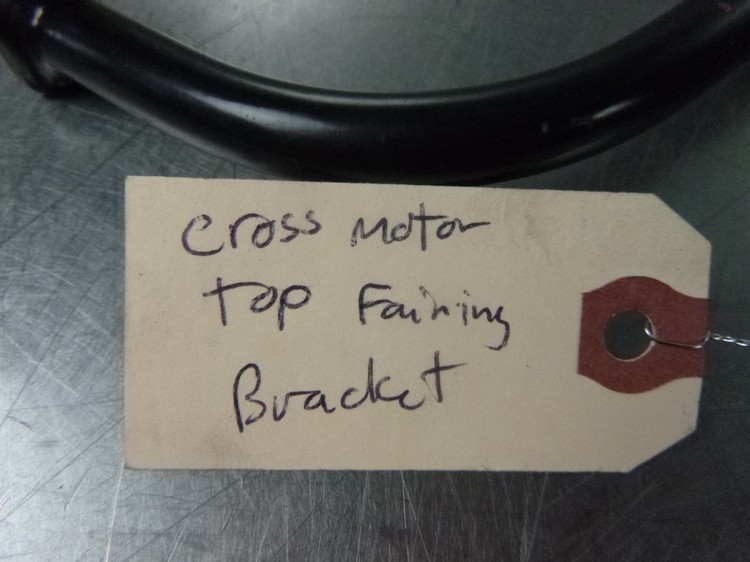 Cross Motor
top Fairing
Bracket